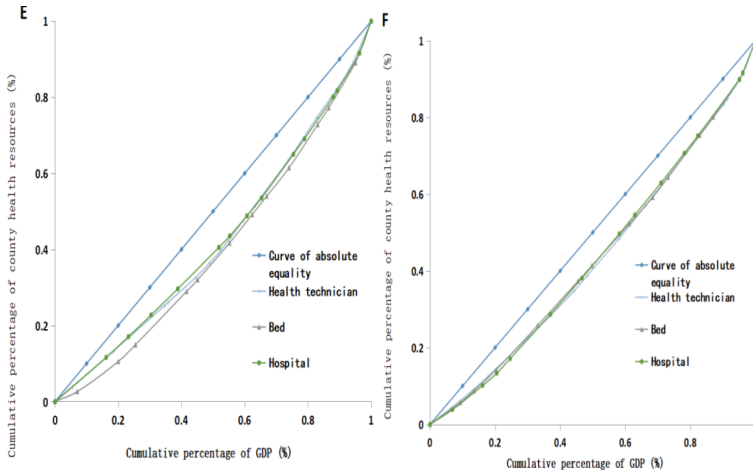 E
Cumulative percentage of county health resources (%)
1
0.8
0.6
0.4
0.2
0
0
0.2
0.4
0.6
0.8
1
Cumulative percentage of GDP (%)
Curve of absolute
equality
Health technician
Bed
Hospital
F
Cumulative percentage of county health resources (%)
1
0.8
0.6
0.4
0.2
0
0
0.2
0.4
0.6
0.8
Cumulative percentage of GDP (%)
Curve of absolute
equality
Health technician
Bed
Hospital